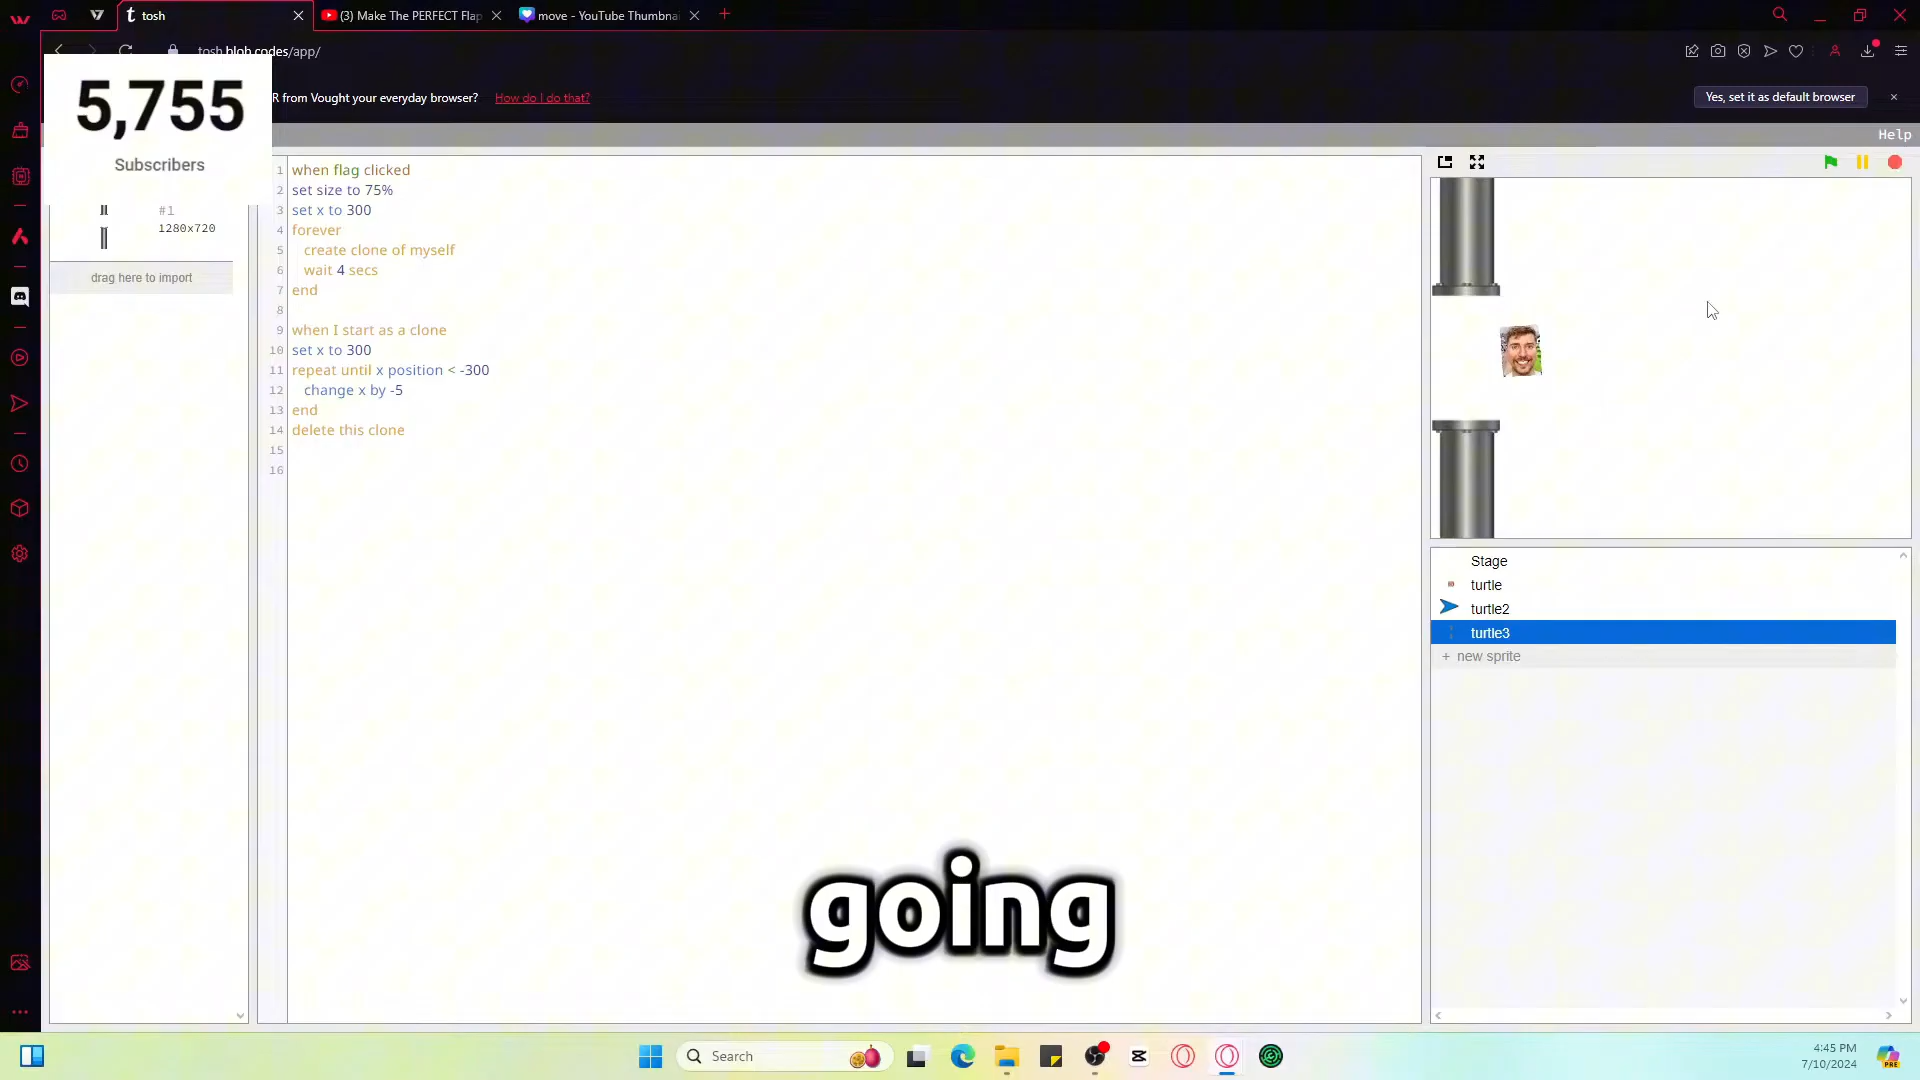 tosh
(3) Make The PERFECT Flap
move - YouTube Thumbnai
tosh.blob.codes/app/
R from Vought your everyday browser?
How do I do that?
Yes, set it as default browser
5,755
Subscribers
Help
#1
1280x720
drag here to import
1 when flag clicked
2 set size to 75%
3 set x to 300
4 forever
5 create clone of myself
6 wait 4 secs
7 end
8
9 when I start as a clone
10 set x to 300
11 repeat until x position < -300
12 change x by -5
13 end
14 delete this clone
15
16
Stage
turtle
turtle2
turtle3
+ new sprite
going
Search
4:45 PM
7/10/2024
PRE